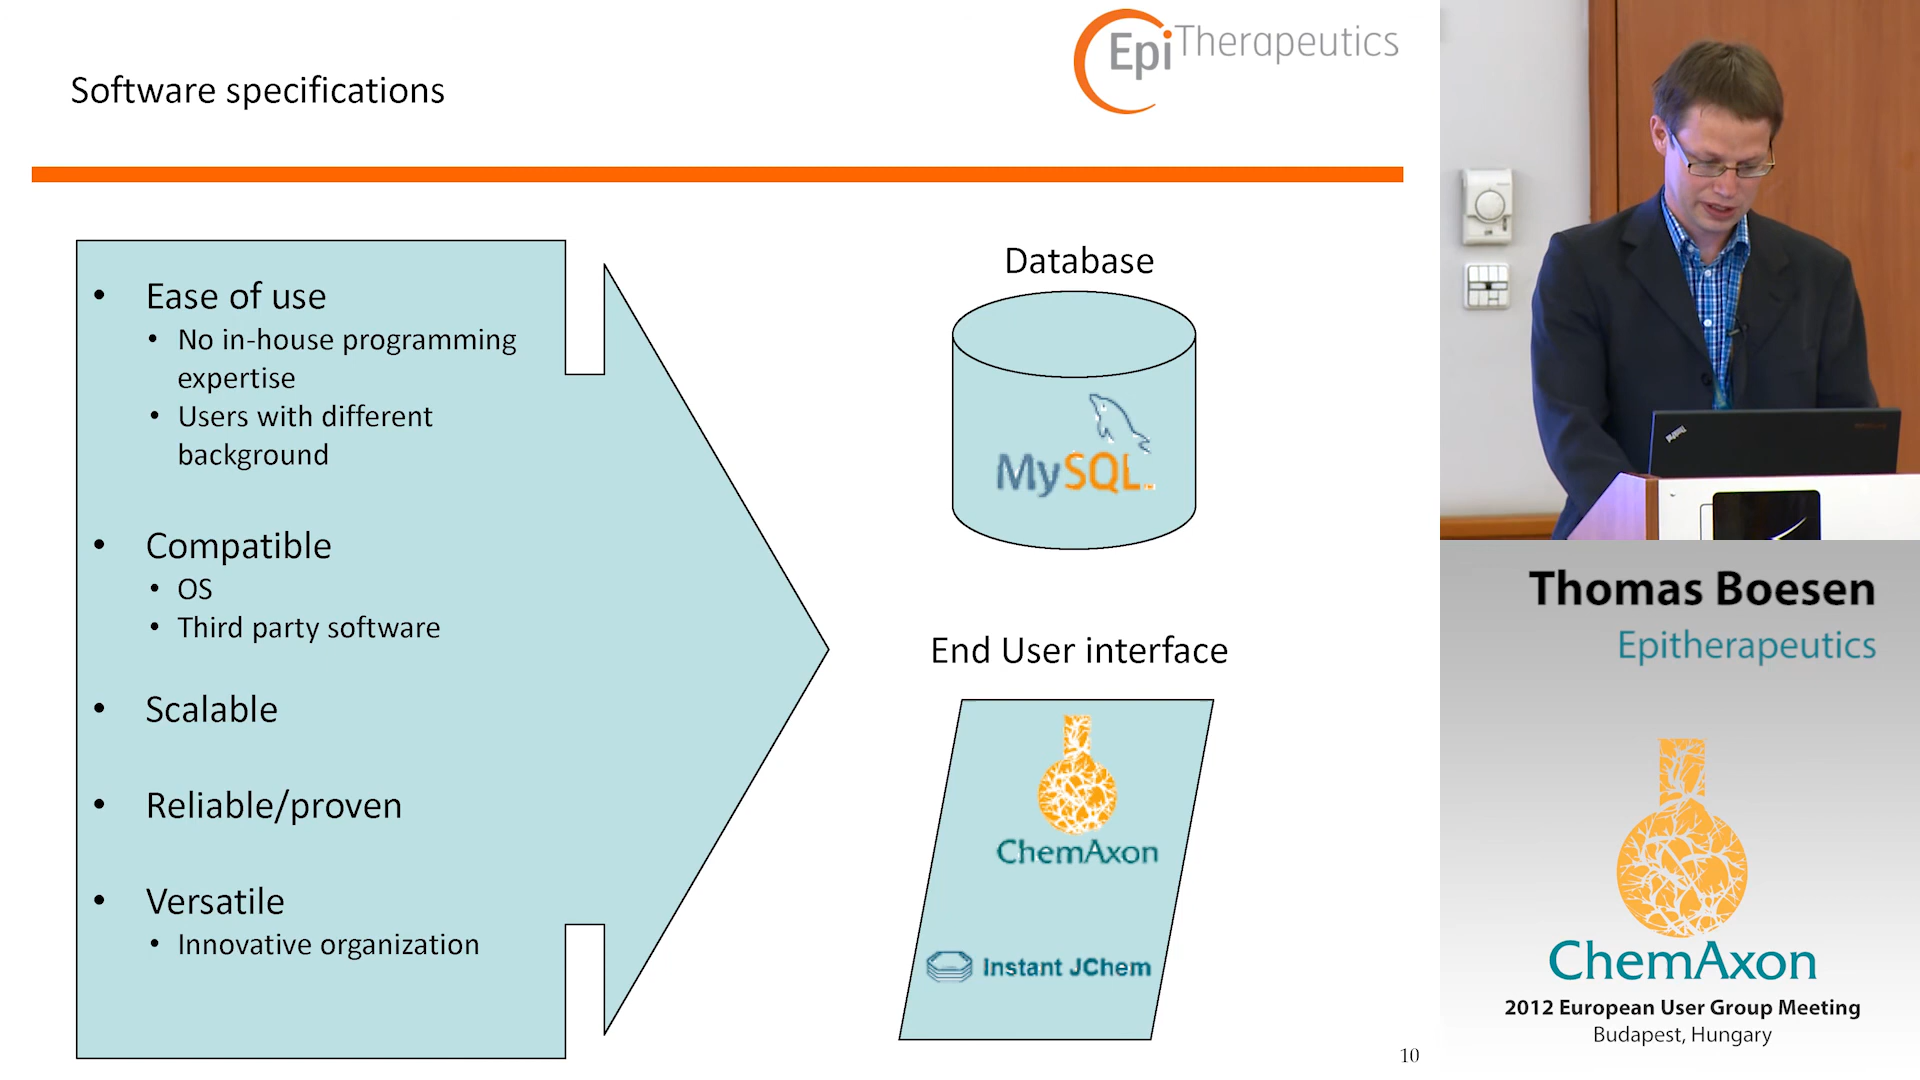 Software specifications
Epi Therapeutics
• Ease of use
• No in-house programming
expertise
• Users with different
background
• Compatible
• OS
• Third party software
• Scalable
• Reliable/proven
• Versatile
• Innovative organization
Database
MySQL
End User interface
ChemAxon
Instant JChem
10
Thomas Boesen
Epitherapeutics
ChemAxon
2012 European User Group Meeting
Budapest, Hungary